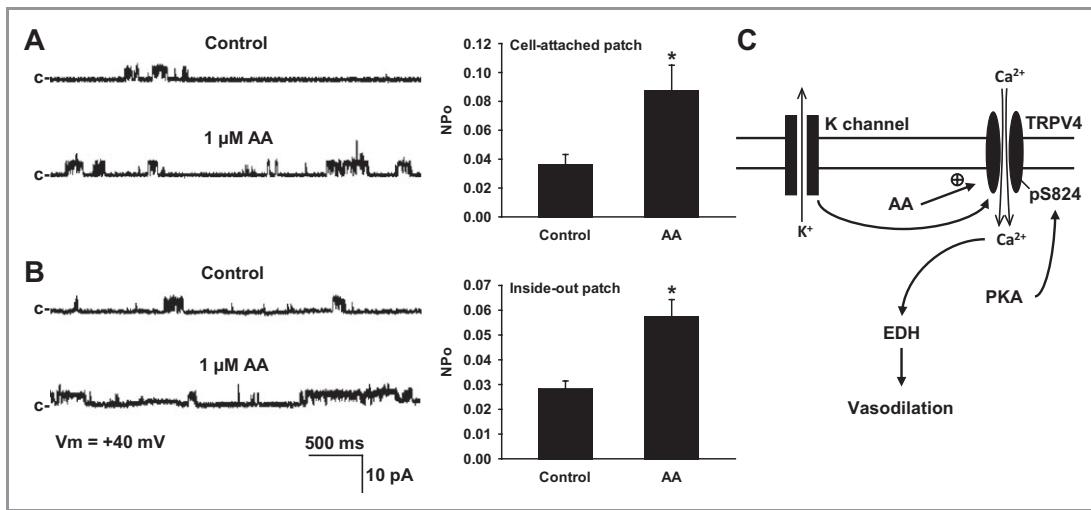 A
Control
c-
1 µM AA
c-
Cell-attached patch
NPo
0.12
0.10
0.08
0.06
0.04
0.02
0.00
*
Control AA
B
Control
c-
1 µM AA
c-
Vm = +40 mV
500 ms
10 pA
Inside-out patch
NPo
0.07
0.06
0.05
0.04
0.03
0.02
0.01
0.00
*
Control AA
C
Ca²⁺
K channel
TRPV4
⊕
AA
pS824
K⁺
Ca²⁺
PKA
EDH
Vasodilation